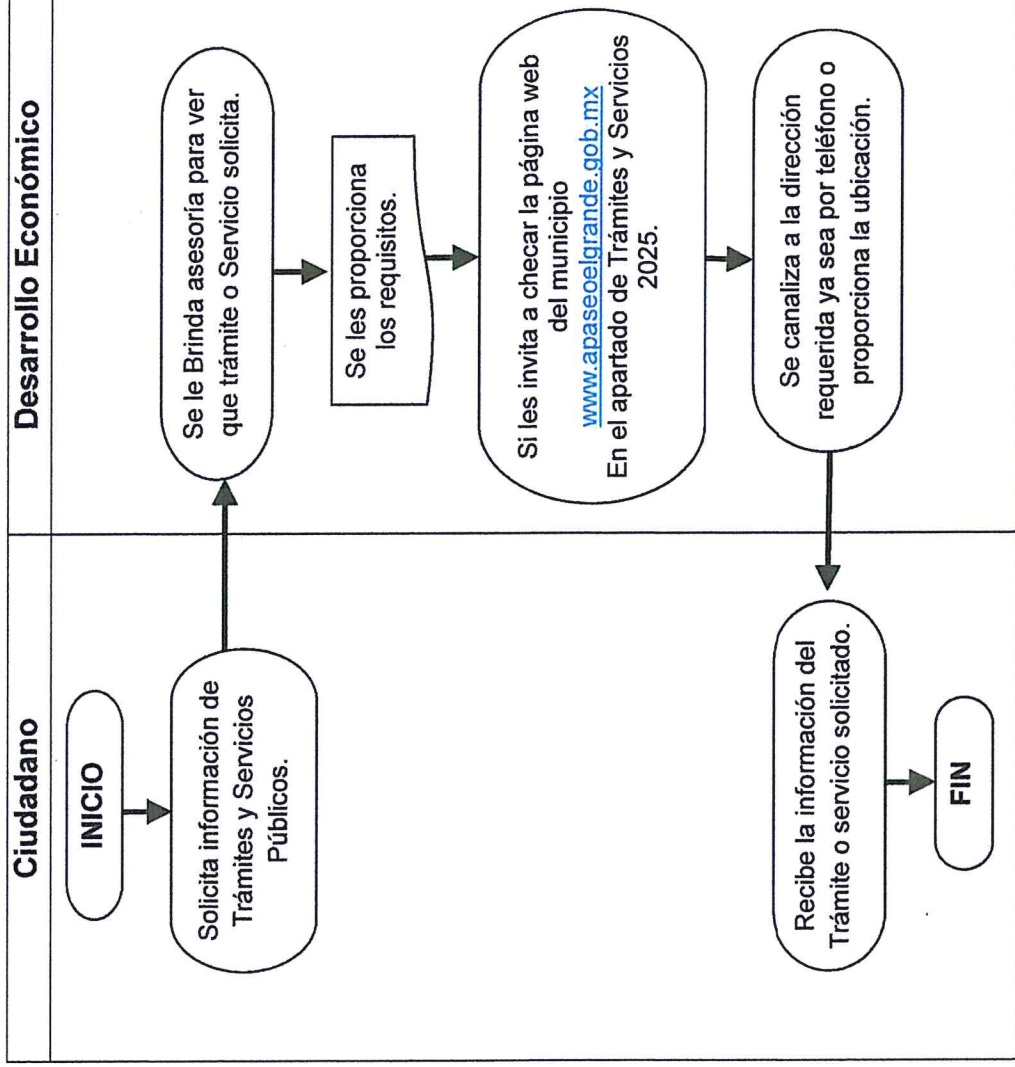 Ciudadano
Desarrollo Económico
INICIO
Solicita información de
Trámites y Servicios
Públicos.
Se le Brinda asesoría para ver
que trámite o Servicio solicita.
Se les proporciona
los requisitos.
Si les invita a checar la página web
del municipio
www.apaseoelgrande.gob.mx
En el apartado de Trámites y Servicios
2025.
Se canaliza a la dirección
requerida ya sea por teléfono o
proporciona la ubicación.
Recibe la información del
Trámite o servicio solicitado.
FIN